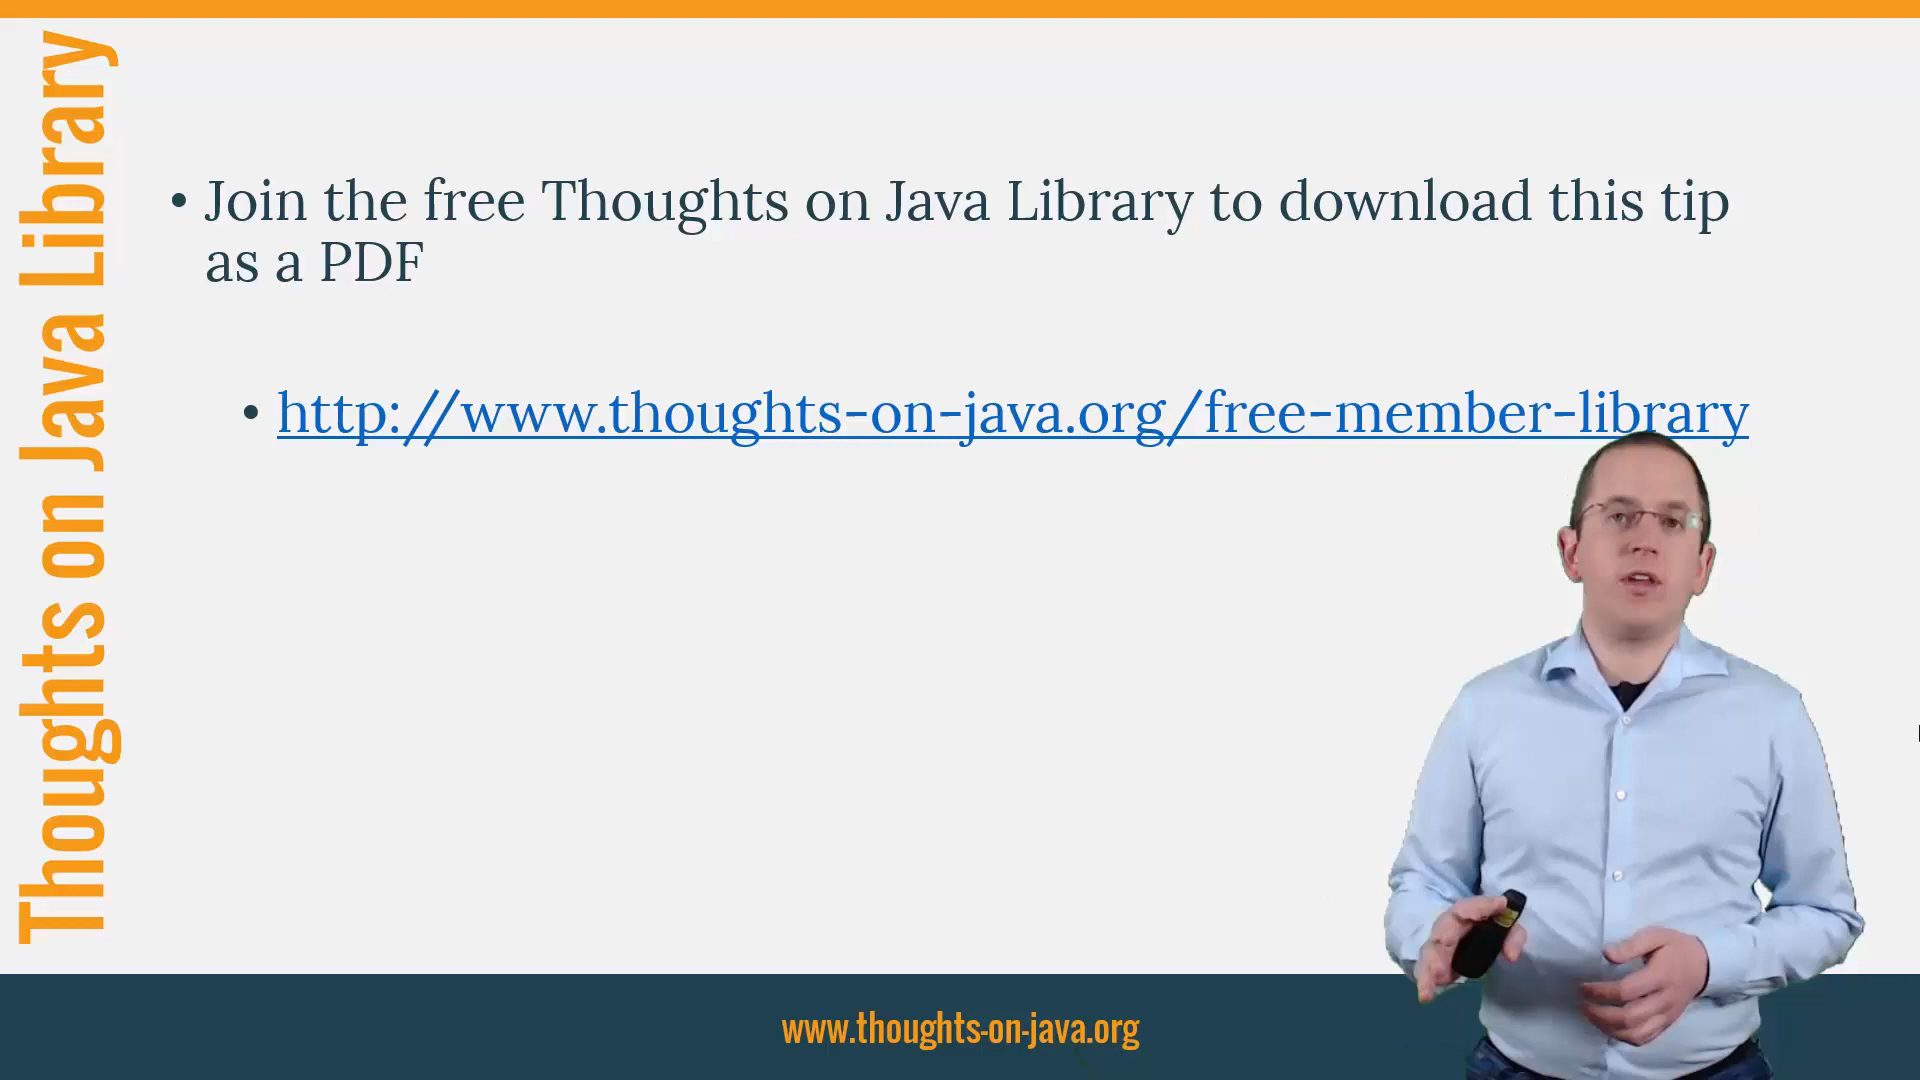 Thoughts on Java Library
• Join the free Thoughts on Java Library to download this tip
as a PDF
• http://www.thoughts-on-java.org/free-member-library
www.thoughts-on-java.org